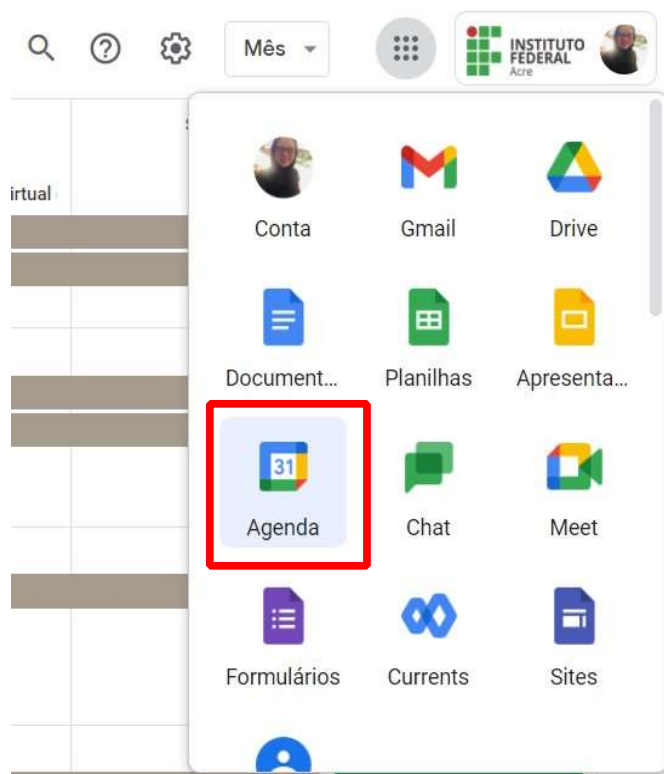 Mês
INSTITUTO
FEDERAL
Acre
irtual
Conta
Gmail
Drive
Document...
Planilhas
Apresenta...
31
Agenda
Chat
Meet
Formulários
Currents
Sites